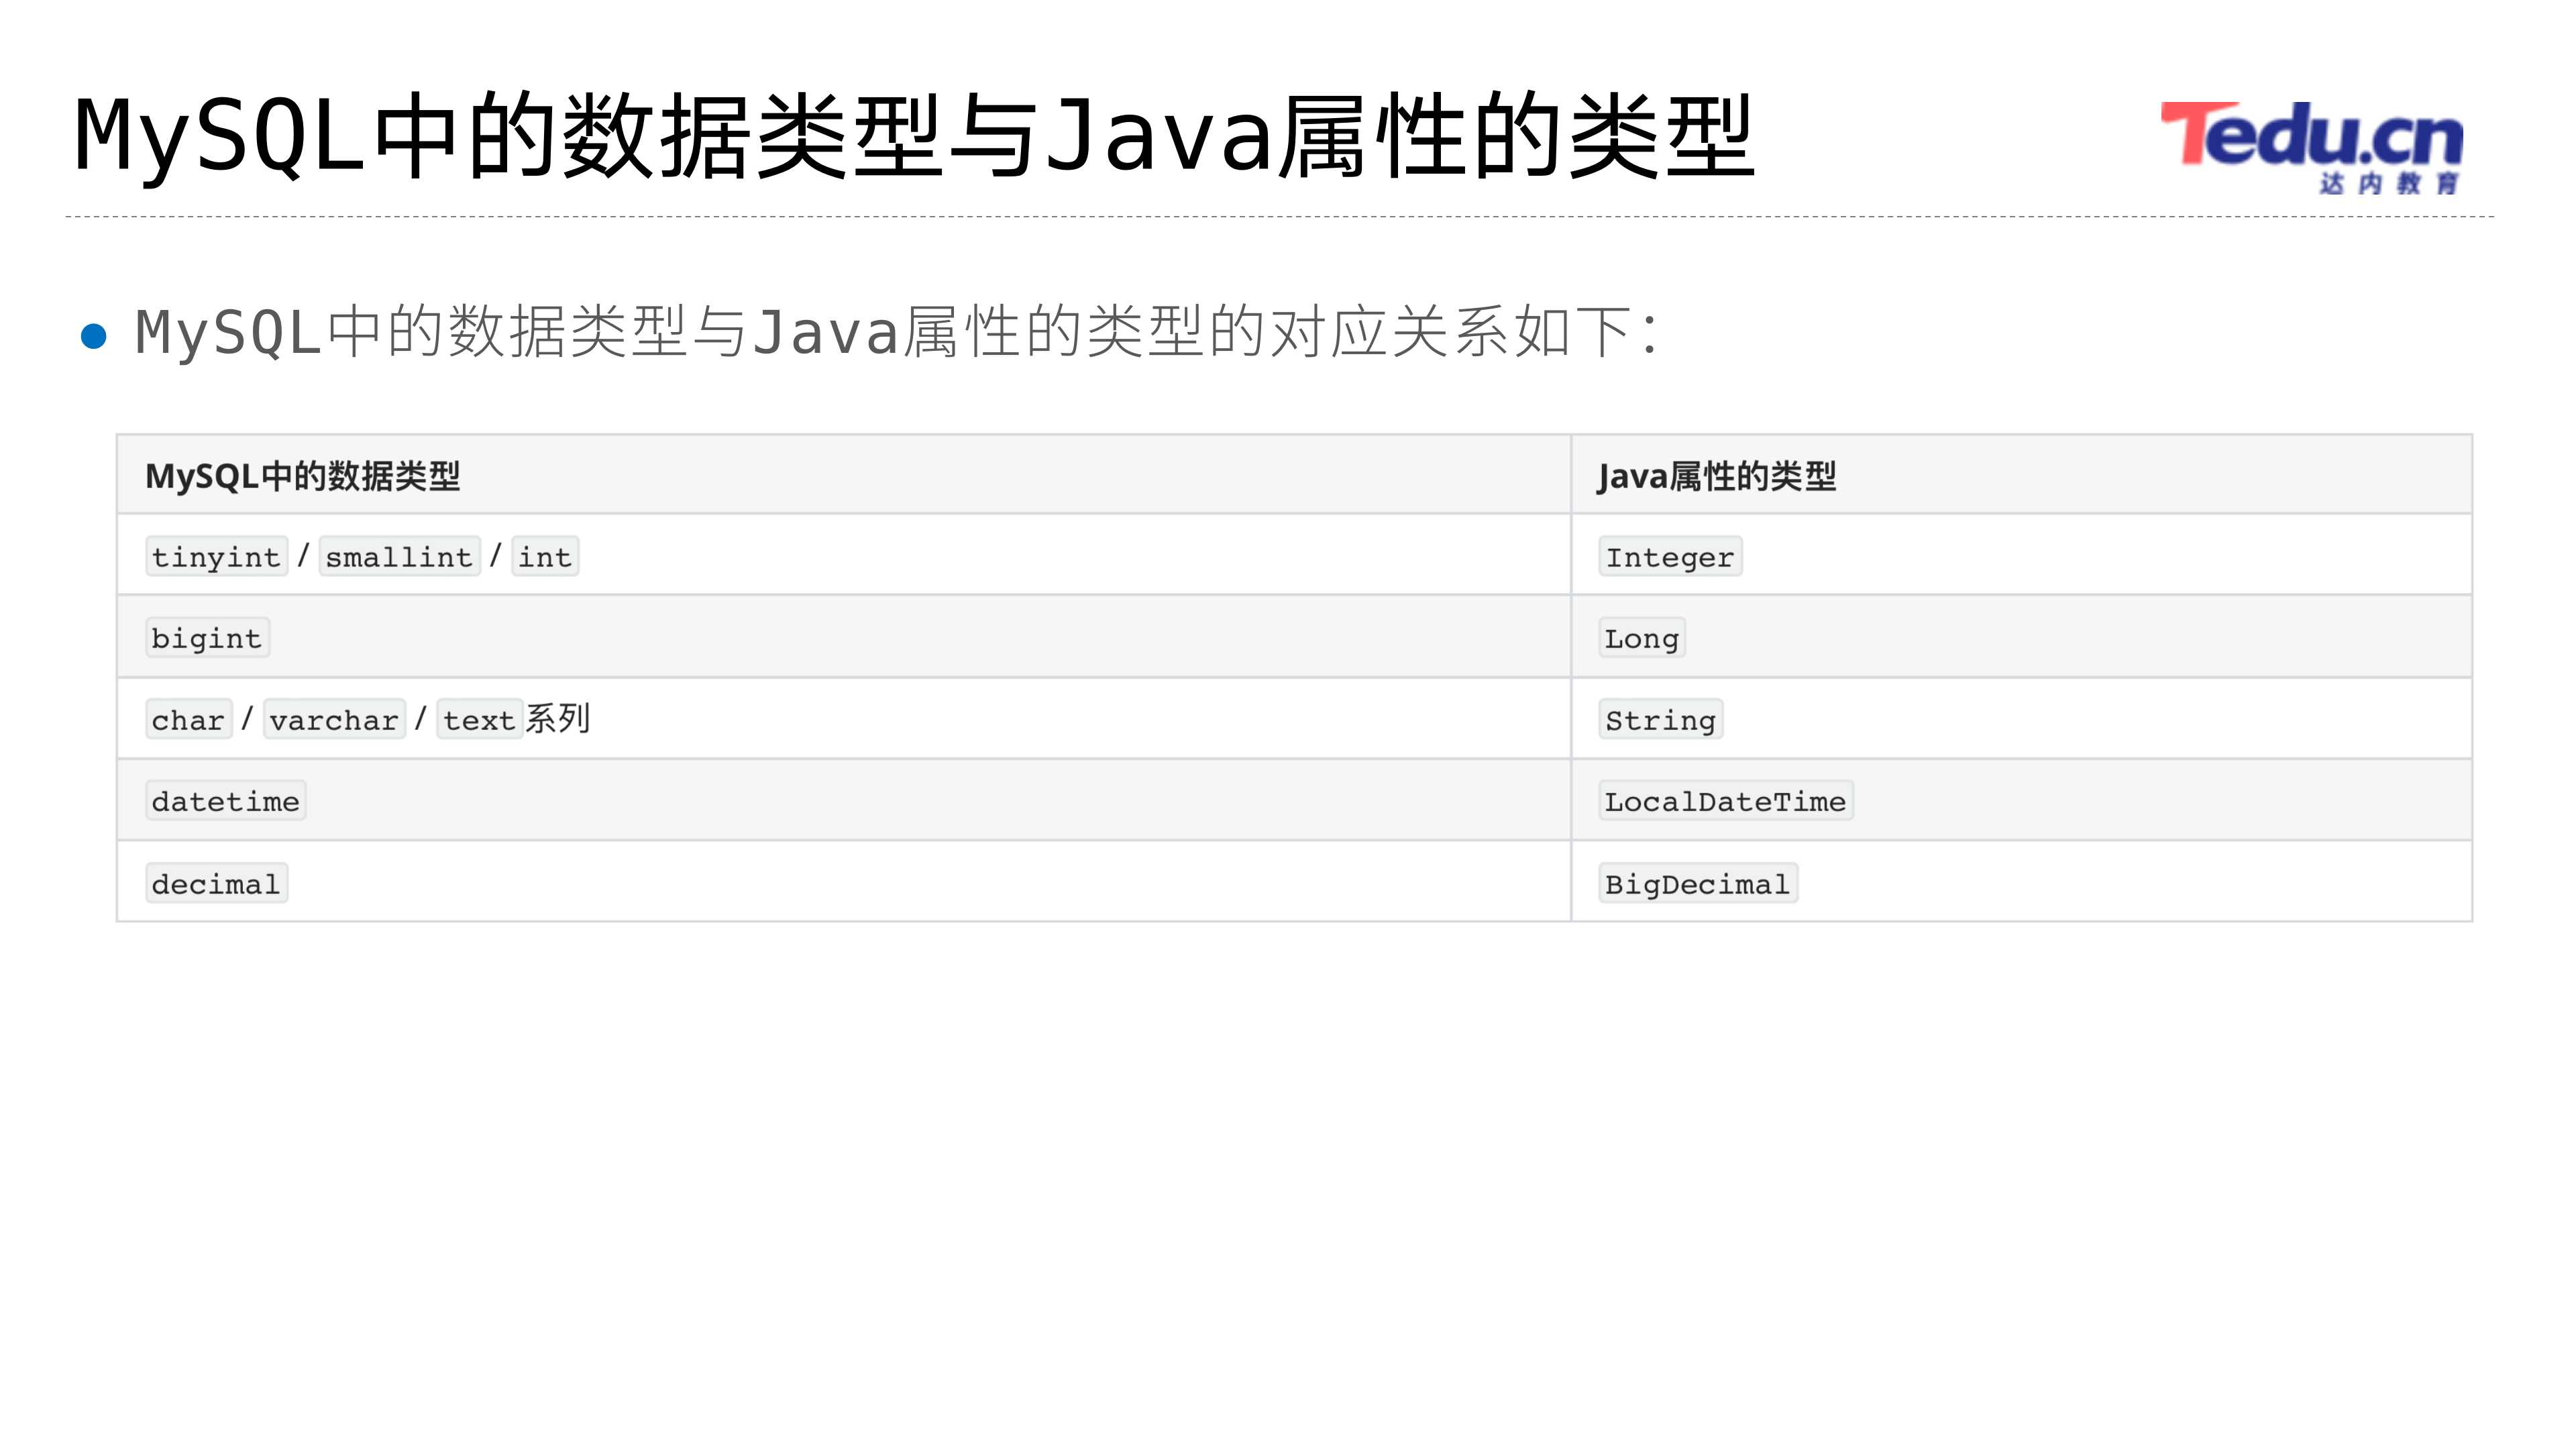 MySQL中的数据类型与Java属性的类型
Tedu.cn
达内教育
MySQL中的数据类型与Java属性的类型的对应关系如下：
MySQL中的数据类型 Java属性的类型
tinyint / smallint / int Integer
bigint Long
char / varchar / text系列 String
datetime LocalDateTime
decimal BigDecimal